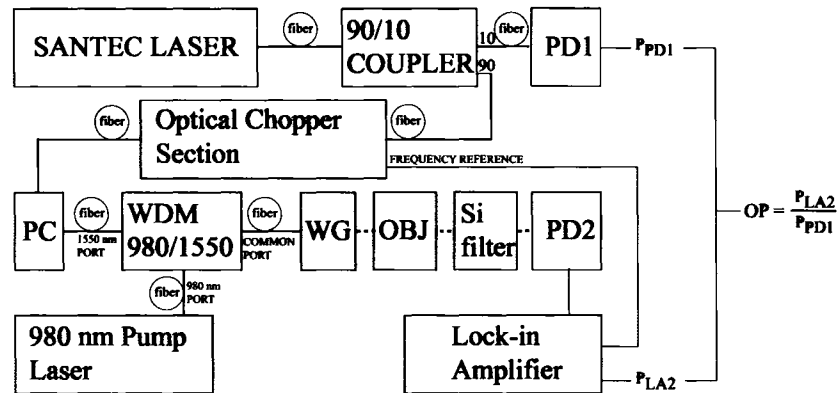 fiber
SANTEC LASER
90/10
COUPLER
10
90
fiber
PD1
P_PD1
fiber
Optical Chopper
Section
fiber
FREQUENCY REFERENCE
PC
fiber
1550 nm
PORT
WDM
980/1550
fiber
COMMON
PORT
WG
OBJ
Si
filter
PD2
OP = P_LA2 / P_PD1
fiber
980 nm
PORT
980 nm Pump
Laser
Lock-in
Amplifier
P_LA2